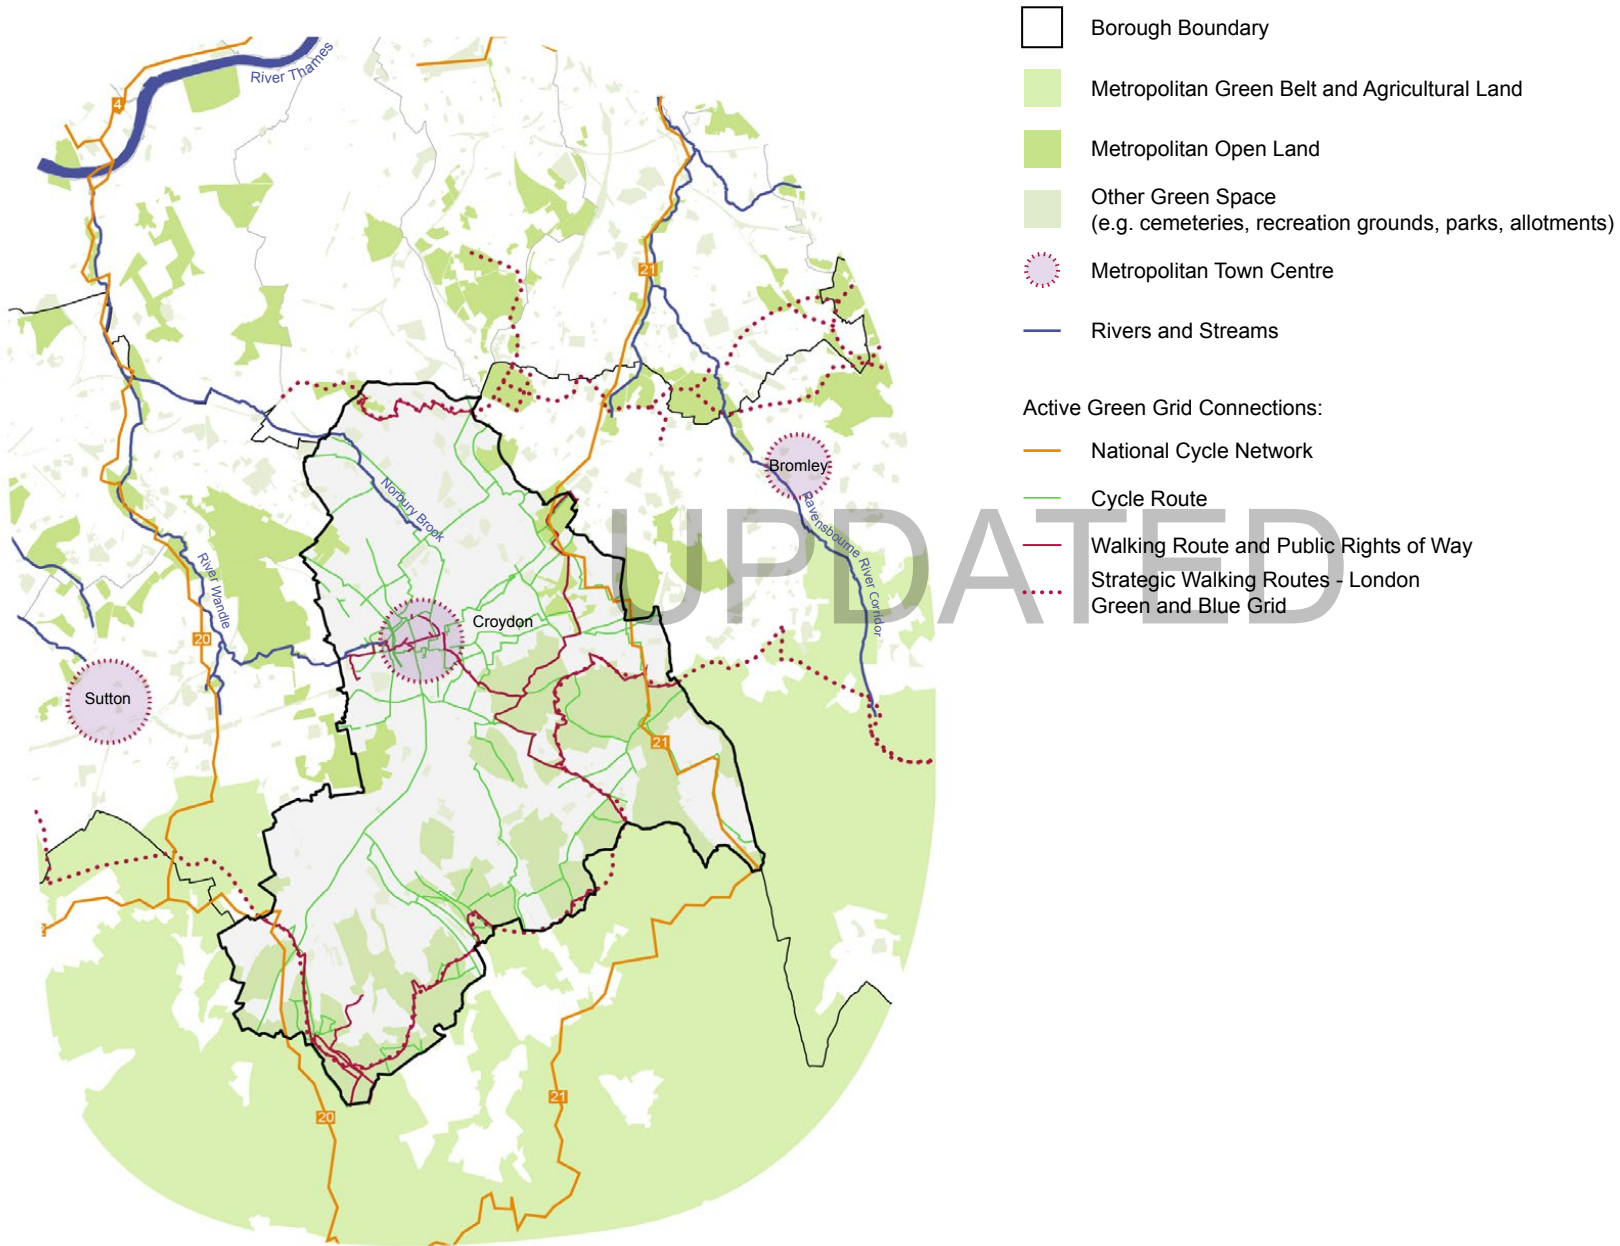 River Thames
4
21
Norbury Brook
River Wandle
20
Croydon
Sutton
Bromley
Ravensbourne River Corridor
21
20
21
UPDATED
Borough Boundary
Metropolitan Green Belt and Agricultural Land
Metropolitan Open Land
Other Green Space
(e.g. cemeteries, recreation grounds, parks, allotments)
Metropolitan Town Centre
Rivers and Streams
Active Green Grid Connections:
National Cycle Network
Cycle Route
Walking Route and Public Rights of Way
Strategic Walking Routes - London
Green and Blue Grid